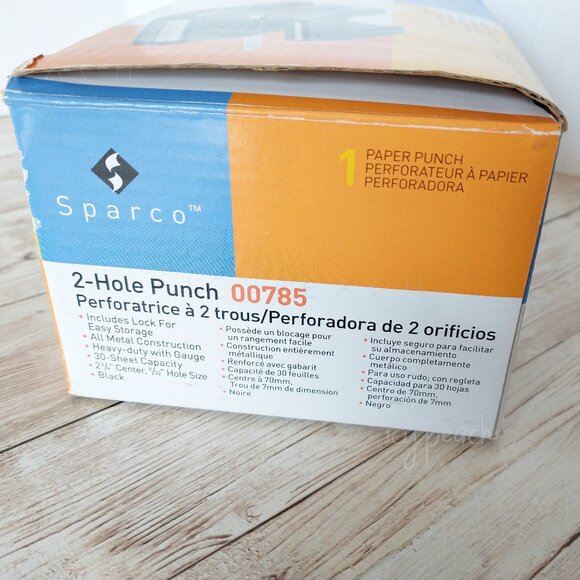 Sparco™
1 PAPER PUNCH
PERFORATEUR À PAPIER
PERFORADORA
2-Hole Punch 00785
Perforatrice à 2 trous/Perforadora de 2 orificios
• Includes Lock For
Easy Storage
• All Metal Construction
• Heavy-duty with Gauge
• 30-Sheet Capacity
• 2¾" Center, 9/32" Hole Size
• Black
• Possède un blocage pour
un rangement facile
• Construction entièrement
métallique
• Renforcé avec gabarit
• Capacité de 30 feuilles
• Centre à 70mm,
Trou de 7mm de dimension
• Noire
• Incluye seguro para facilitar
su almacenamiento
• Cuerpo completamente
metálico
• Para uso rudo; con regleta
• Capacidad para 30 hojas
• Centro de 70mm,
perforación de 7mm
• Negro
icypeach